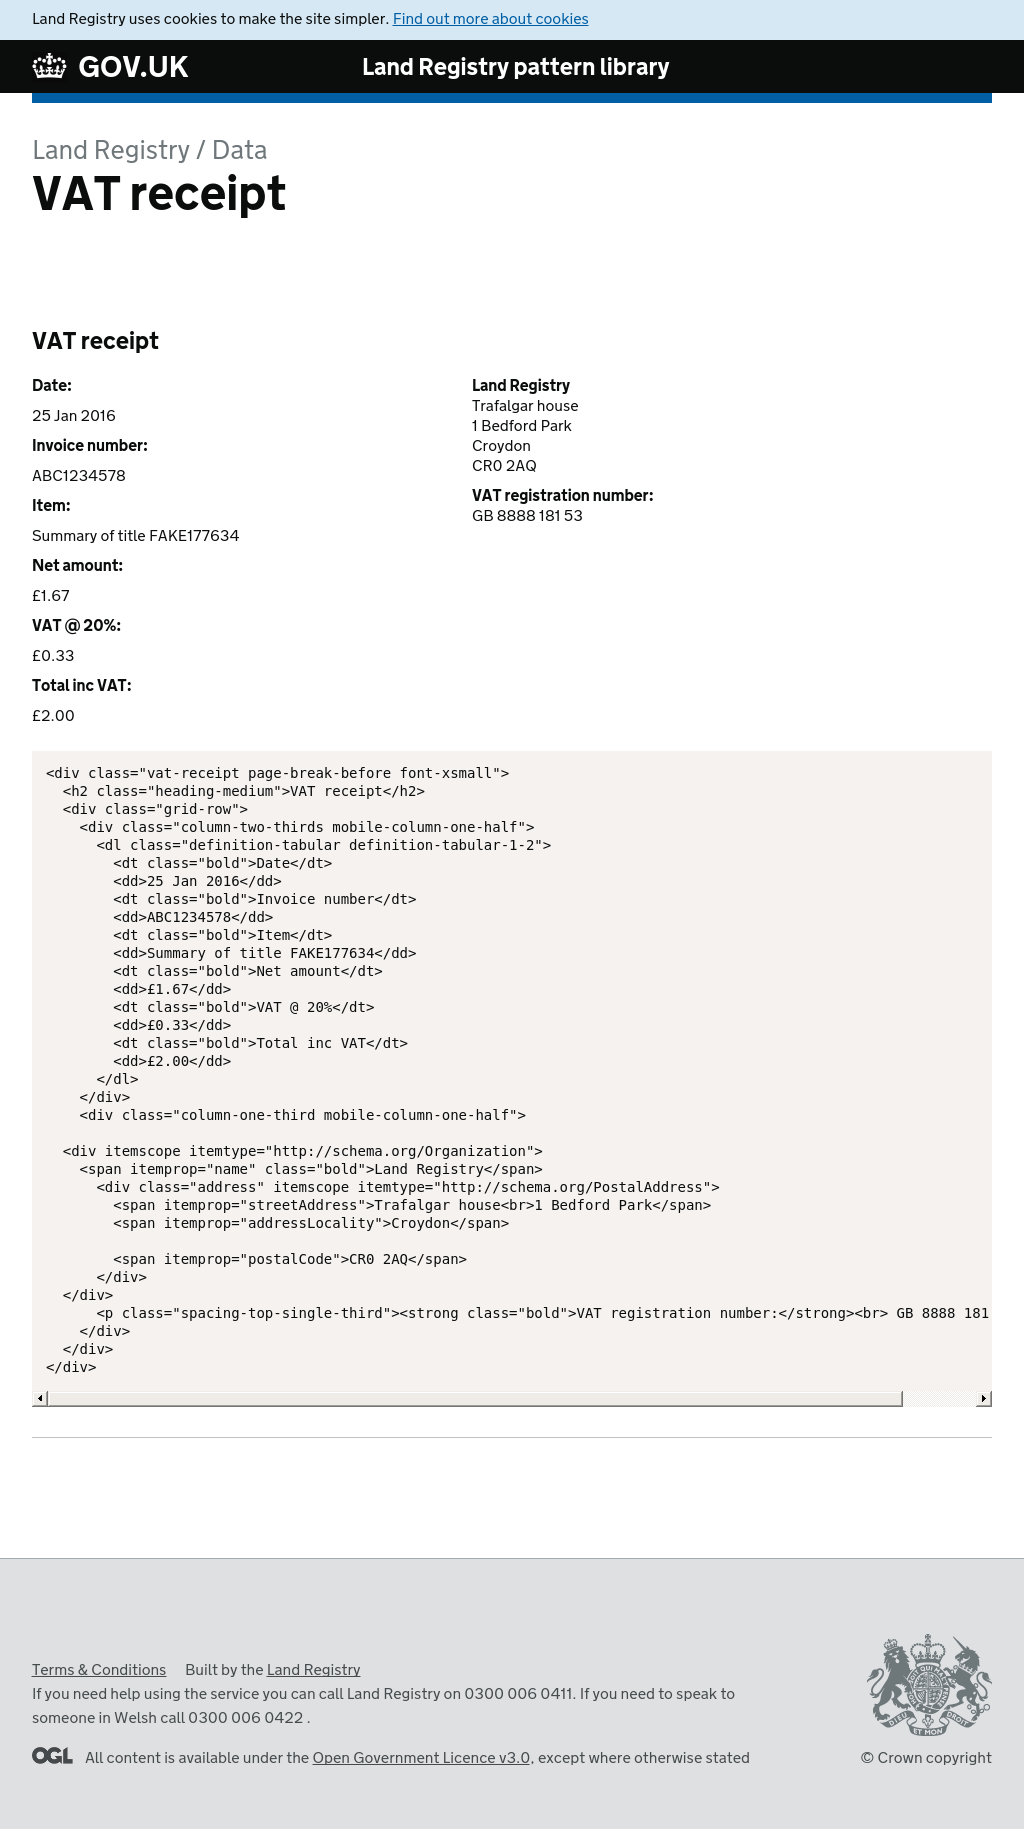 Land Registry uses cookies to make the site simpler. Find out more about cookies
GOV.UK
Land Registry pattern library
Land Registry / Data
VAT receipt
VAT receipt
Date:
25 Jan 2016
Invoice number:
ABC1234578
Item:
Summary of title FAKE177634
Net amount:
£1.67
VAT @ 20%:
£0.33
Total inc VAT:
£2.00
Land Registry
Trafalgar house
1 Bedford Park
Croydon
CR0 2AQ
VAT registration number:
GB 8888 181 53
<div class="vat-receipt page-break-before font-xsmall">
  <h2 class="heading-medium">VAT receipt</h2>
  <div class="grid-row">
    <div class="column-two-thirds mobile-column-one-half">
      <dl class="definition-tabular definition-tabular-1-2">
        <dt class="bold">Date</dt>
        <dd>25 Jan 2016</dd>
        <dt class="bold">Invoice number</dt>
        <dd>ABC1234578</dd>
        <dt class="bold">Item</dt>
        <dd>Summary of title FAKE177634</dd>
        <dt class="bold">Net amount</dt>
        <dd>£1.67</dd>
        <dt class="bold">VAT @ 20%</dt>
        <dd>£0.33</dd>
        <dt class="bold">Total inc VAT</dt>
        <dd>£2.00</dd>
      </dl>
    </div>
    <div class="column-one-third mobile-column-one-half">
  <div itemscope itemtype="http://schema.org/Organization">
    <span itemprop="name" class="bold">Land Registry</span>
      <div class="address" itemscope itemtype="http://schema.org/PostalAddress">
        <span itemprop="streetAddress">Trafalgar house<br>1 Bedford Park</span>
        <span itemprop="addressLocality">Croydon</span>
        <span itemprop="postalCode">CR0 2AQ</span>
      </div>
  </div>
      <p class="spacing-top-single-third"><strong class="bold">VAT registration number:</strong><br> GB 8888 181
    </div>
  </div>
</div>
Terms & Conditions Built by the Land Registry
If you need help using the service you can call Land Registry on 0300 006 0411. If you need to speak to
someone in Welsh call 0300 006 0422 .
OGL All content is available under the Open Government Licence v3.0, except where otherwise stated
© Crown copyright